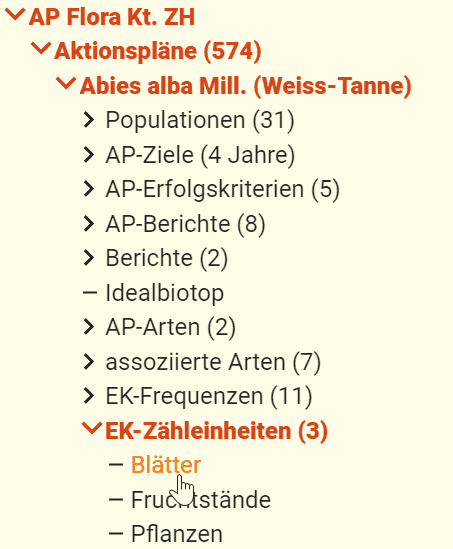 AP Flora Kt. ZH
Aktionspläne (574)
Abies alba Mill. (Weiss-Tanne)
Populationen (31)
AP-Ziele (4 Jahre)
AP-Erfolgskriterien (5)
AP-Berichte (8)
Berichte (2)
– Idealbiotop
AP-Arten (2)
assoziierte Arten (7)
EK-Frequenzen (11)
EK-Zähleinheiten (3)
– Blätter
– Fruchtstände
– Pflanzen